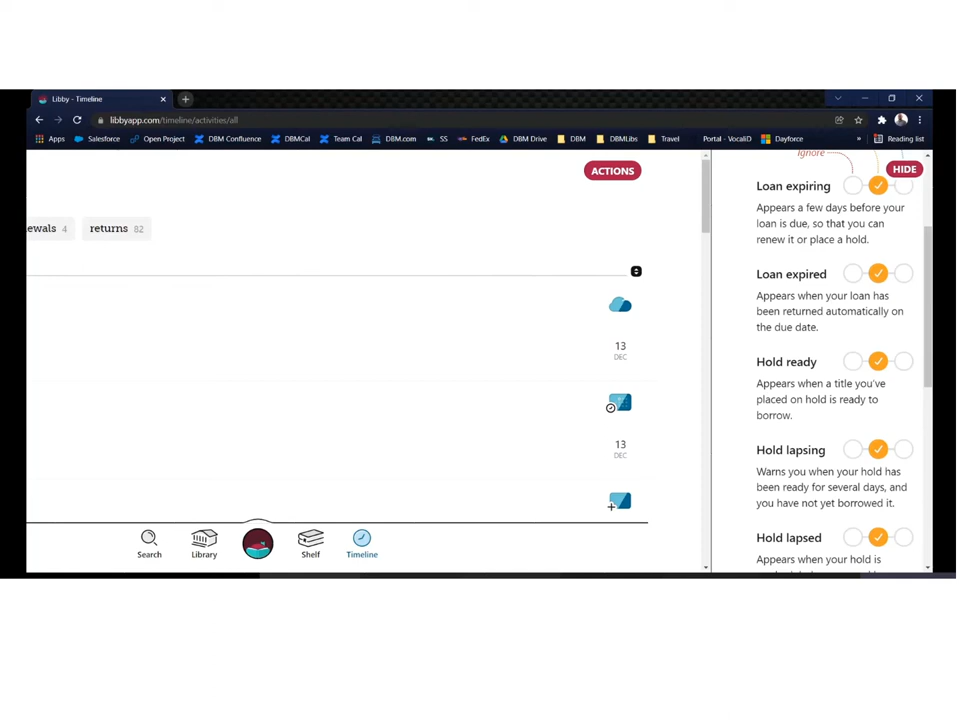 Libby - Timeline
libbyapp.com/timeline/activities/all
Apps Salesforce Open Project DBM Confluence DBMCal Team Cal DBM.com SS FedEx DBM Drive DBM DBMLibs Travel Portal - VocaliD Dayforce » Reading list
ACTIONS
ewals 4 returns 82
13
DEC
13
DEC
Search Library Shelf Timeline
Ignore
HIDE
Loan expiring
Appears a few days before your
loan is due, so that you can
renew it or place a hold.
Loan expired
Appears when your loan has
been returned automatically on
the due date.
Hold ready
Appears when a title you've
placed on hold is ready to
borrow.
Hold lapsing
Warns you when your hold has
been ready for several days, and
you have not yet borrowed it.
Hold lapsed
Appears when your hold is